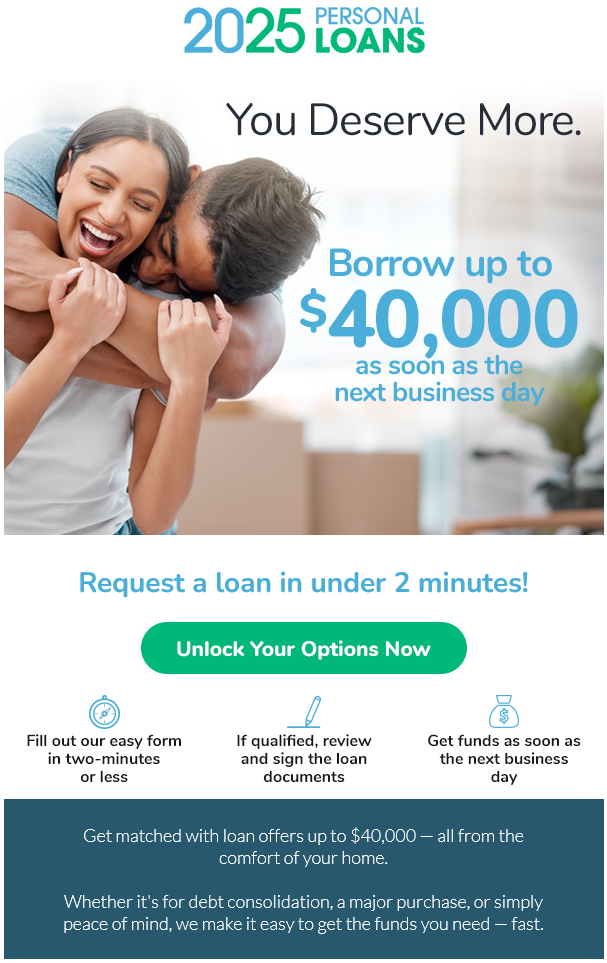 2025 PERSONAL
LOANS
You Deserve More.
Borrow up to
$40,000
as soon as the
next business day
Request a loan in under 2 minutes!
Unlock Your Options Now
Fill out our easy form
in two-minutes
or less
If qualified, review
and sign the loan
documents
Get funds as soon as
the next business
day
Get matched with loan offers up to $40,000 — all from the
comfort of your home.
Whether it's for debt consolidation, a major purchase, or simply
peace of mind, we make it easy to get the funds you need — fast.